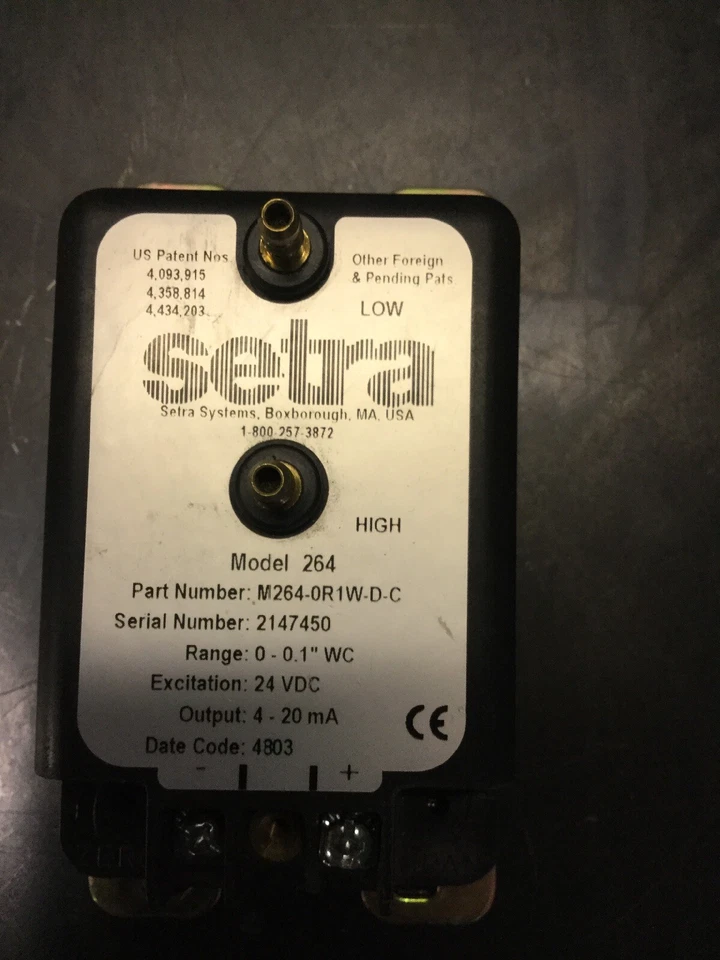 US Patent Nos.
4,093,915
4,358,814
4,434,203
Other Foreign
& Pending Pats.
LOW
setra
Setra Systems, Boxborough, MA, USA
1-800-257-3872
HIGH
Model 264
Part Number: M264-0R1W-D-C
Serial Number: 2147450
Range: 0 - 0.1" WC
Excitation: 24 VDC
Output: 4 - 20 mA
CE
Date Code: 4803
- +